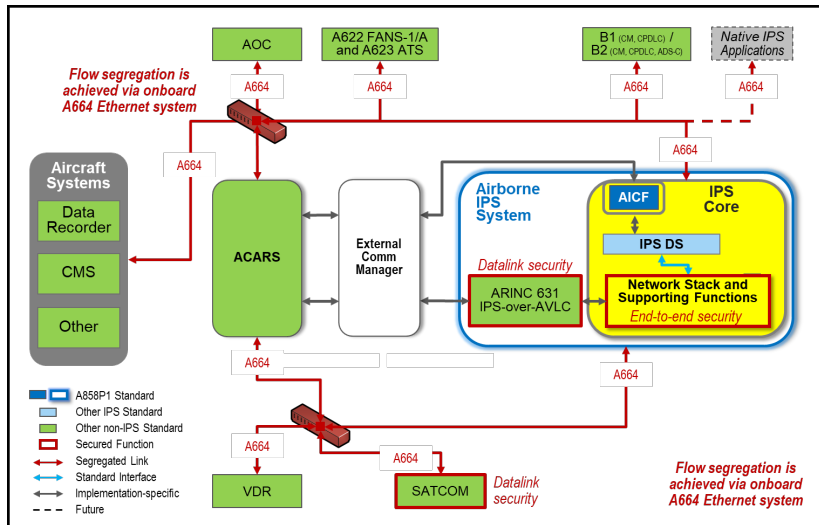 AOC
A622 FANS-1/A
and A623 ATS
B1 (CM, CPDLC) /
B2 (CM, CPDLC, ADS-C)
Native IPS
Applications
Flow segregation is
achieved via onboard
A664 Ethernet system
A664
A664
A664
A664
A664
A664
Aircraft
Systems
Data
Recorder
CMS
Other
ACARS
External
Comm
Manager
Airborne
IPS
System
AICF
IPS
Core
IPS DS
Datalink security
ARINC 631
IPS-over-AVLC
Network Stack and
Supporting Functions
End-to-end security
A664
A664
A664
A664
VDR
SATCOM
Datalink
security
Flow segregation is
achieved via onboard
A664 Ethernet system
A858P1 Standard
Other IPS Standard
Other non-IPS Standard
Secured Function
Segregated Link
Standard Interface
Implementation-specific
Future